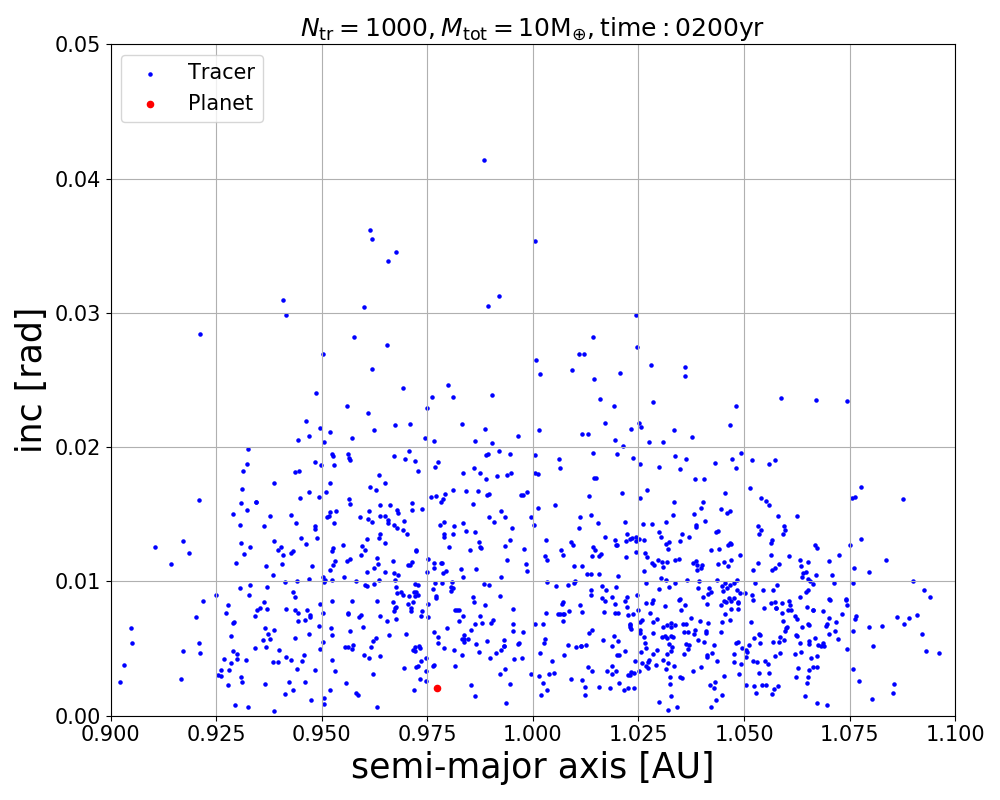 N_tr = 1000, M_tot = 10M_⊕, time : 0200yr
Tracer
Planet
0.05
0.04
0.03
0.02
0.01
0.00
inc [rad]
0.900 0.925 0.950 0.975 1.000 1.025 1.050 1.075 1.100
semi-major axis [AU]